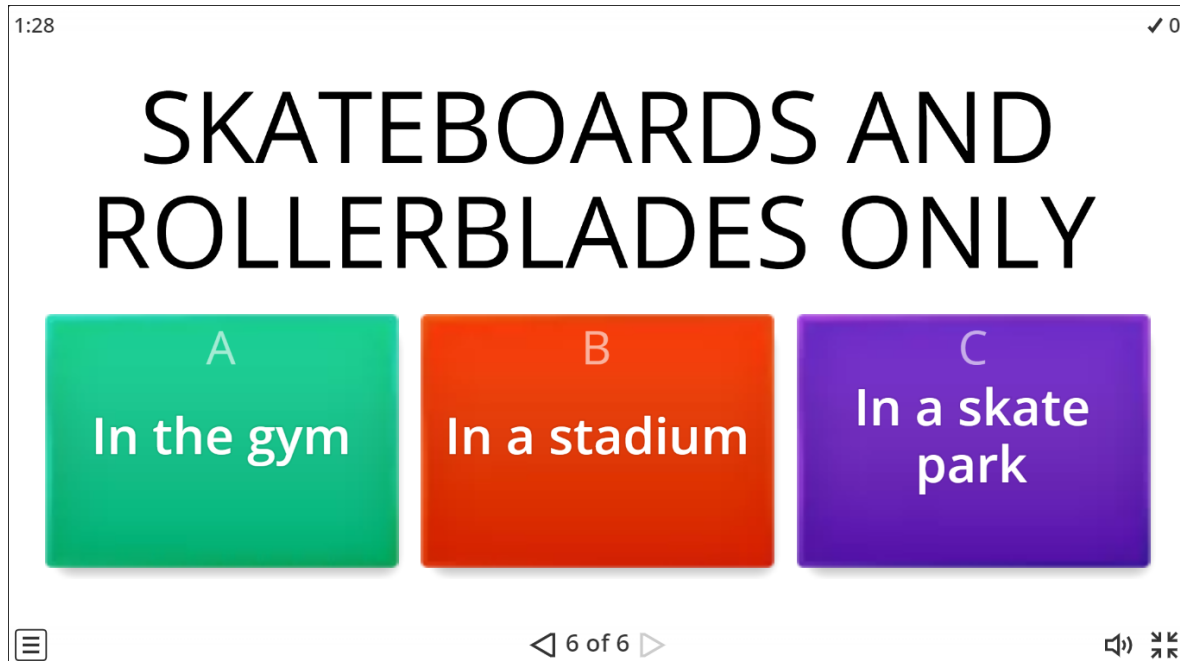 1:28
✓ 0
SKATEBOARDS AND
ROLLERBLADES ONLY
A
In the gym
B
In a stadium
C
In a skate
park
6 of 6